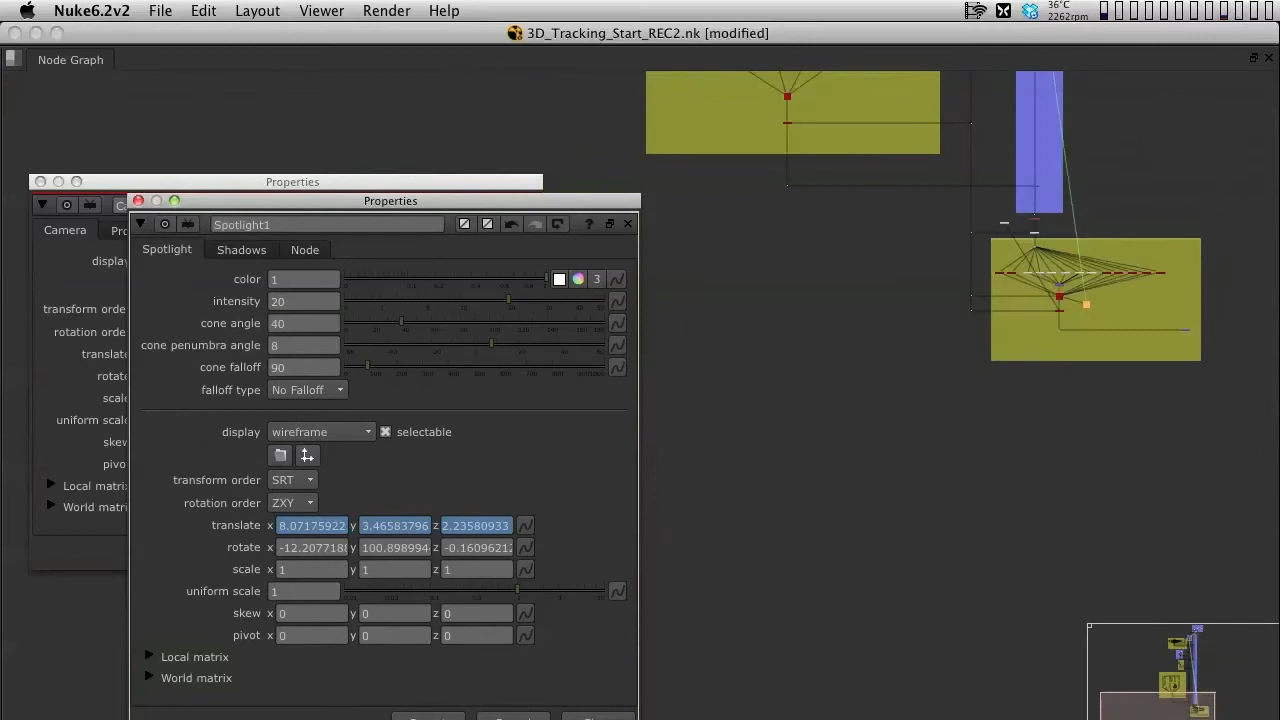 Nuke6.2v2 File Edit Layout Viewer Render Help
36°C
2262rpm
3D_Tracking_Start_REC2.nk [modified]
Node Graph
Properties
Properties
Spotlight1
Camera
Spotlight Shadows Node
color 1 3
intensity 20
cone angle 40
cone penumbra angle 8
cone falloff 90
falloff type No Falloff
display wireframe selectable
transform order SRT
rotation order ZXY
translate x 8.07175922 y 3.46583796 z 2.23580933
rotate x -12.2077188 y 100.898994 z -0.16096212
scale x 1 y 1 z 1
uniform scale 1
skew x 0 y 0 z 0
pivot x 0 y 0 z 0
Local matrix
World matrix
display
transform orde
rotation orde
translate
rotate
scale
uniform scale
skew
pivot
Local matrix
World matri